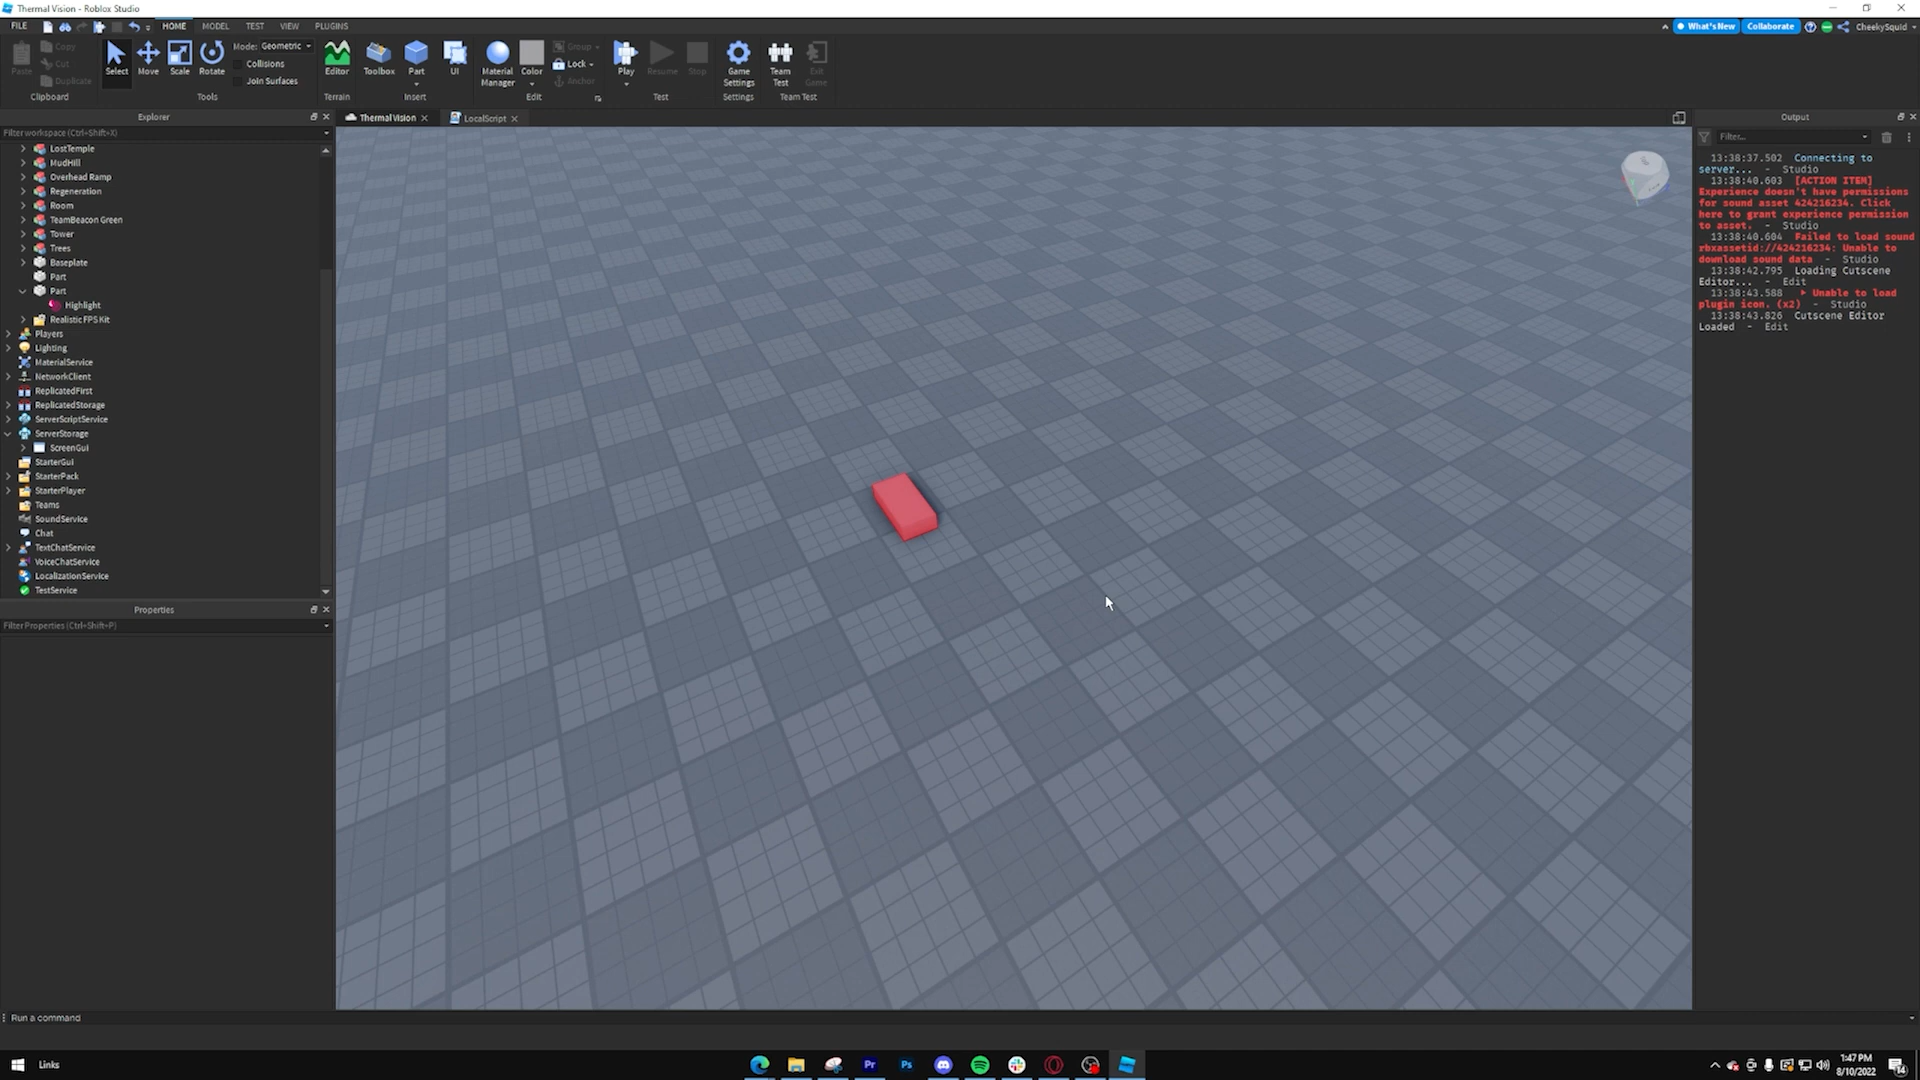 Thermal Vision - Roblox Studio
FILE HOME MODEL TEST VIEW PLUGINS
What's New Collaborate CheekySquid
Paste Copy Cut Duplicate
Select Move Scale Rotate
Mode: Geometric
Collisions
Join Surfaces
Editor Toolbox Part UI
Material Manager Color
Group
Lock
Anchor
Play Resume Stop
Game Settings Team Test Exit Game
Clipboard Tools Terrain Insert Edit Test Settings Team Test
Explorer
Thermal Vision LocalScript
Output
Filter workspace (Ctrl+Shift+X)
Filter...
LostTemple
MudHill
Overhead Ramp
Regeneration
Room
TeamBeacon Green
Tower
Trees
Baseplate
Part
Part
Highlight
Realistic FPS Kit
Players
Lighting
MaterialService
NetworkClient
ReplicatedFirst
ReplicatedStorage
ServerScriptService
ServerStorage
ScreenGui
StarterGui
StarterPack
StarterPlayer
Teams
SoundService
Chat
TextChatService
VoiceChatService
LocalizationService
TestService
13:38:37.502 Connecting to
server... - Studio
13:38:40.603 [ACTION ITEM]
Experience doesn't have permissions
for sound asset 424216234. Click
here to grant experience permission
to asset. - Studio
13:38:40.604 Failed to load sound
rbxassetid://424216234: Unable to
download sound data - Studio
13:38:42.795 Loading Cutscene
Editor... - Edit
13:38:43.588 Unable to load
plugin icon. (x2) - Studio
13:38:43.826 Cutscene Editor
Loaded - Edit
Properties
Filter Properties (Ctrl+Shift+P)
Run a command
Links
Pr
Ps
1:47 PM
8/10/2022
14